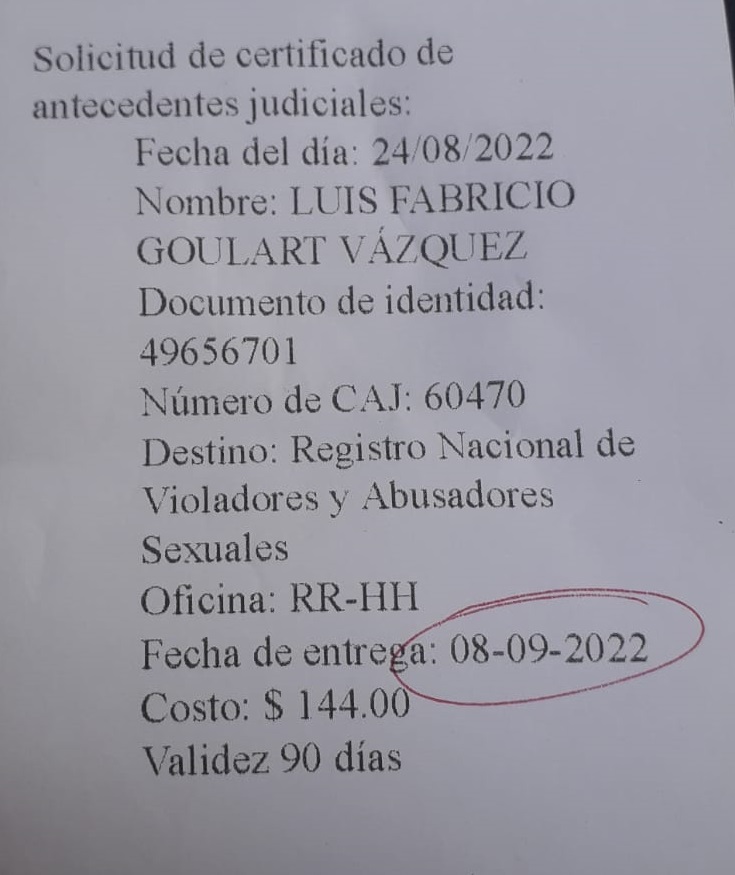 Solicitud de certificado de
antecedentes judiciales:
Fecha del día: 24/08/2022
Nombre: LUIS FABRICIO
GOULART VÁZQUEZ
Documento de identidad:
49656701
Número de CAJ: 60470
Destino: Registro Nacional de
Violadores y Abusadores
Sexuales
Oficina: RR-HH
Fecha de entrega: 08-09-2022
Costo: $ 144.00
Validez 90 días